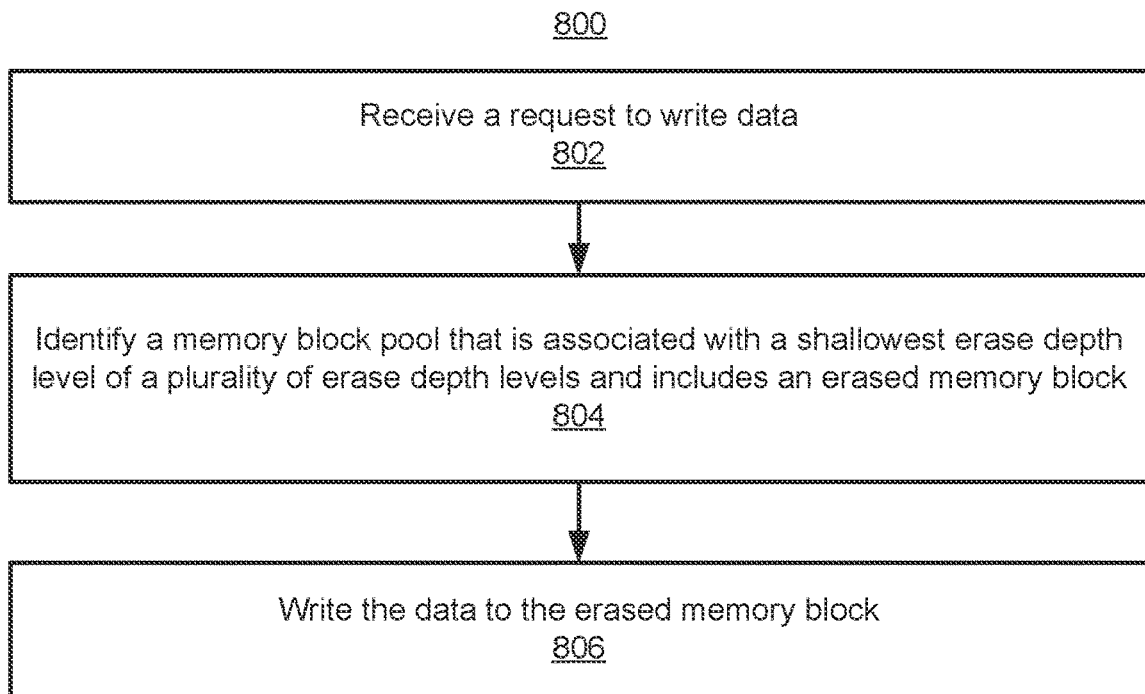 800
Receive a request to write data
802
Identify a memory block pool that is associated with a shallowest erase depth
level of a plurality of erase depth levels and includes an erased memory block
804
Write the data to the erased memory block
806